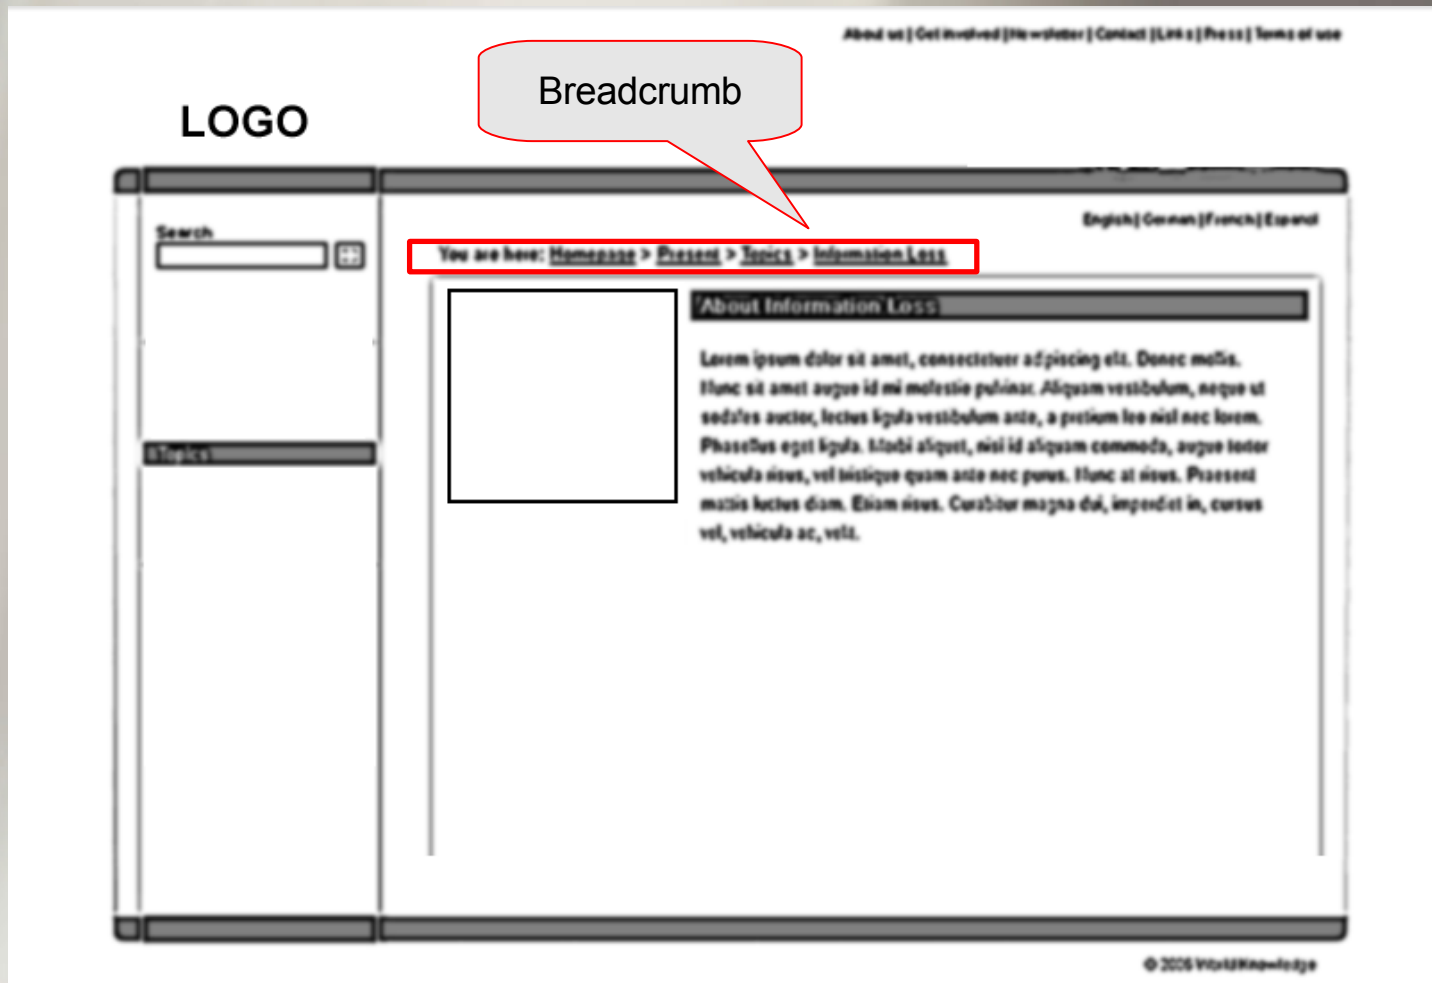 About us | Get involved | Newsletter | Contact | Links | Press | Terms of use
Breadcrumb
LOGO
English | German | French | Espanol
Search
You are here: Homepage > Present > Topics > Information Loss
About Information Loss
Lorem ipsum dolor sit amet, consectetuer adipiscing elit. Donec mollis.
Nunc sit amet augue id mi molestie pulvinar. Aliquam vestibulum, neque ut
sodales auctor, lectus ligula vestibulum ante, a pretium leo nisl nec lorem.
Phasellus eget ligula. Morbi aliquet, nisi id aliquam commodo, augue tortor
vehicula risus, vel tristique quam ante nec purus. Nunc at risus. Praesent
mattis luctus diam. Etiam risus. Curabitur magna dui, imperdiet in, cursus
vel, vehicula ac, velit.
Topics
© 2005 World Knowledge